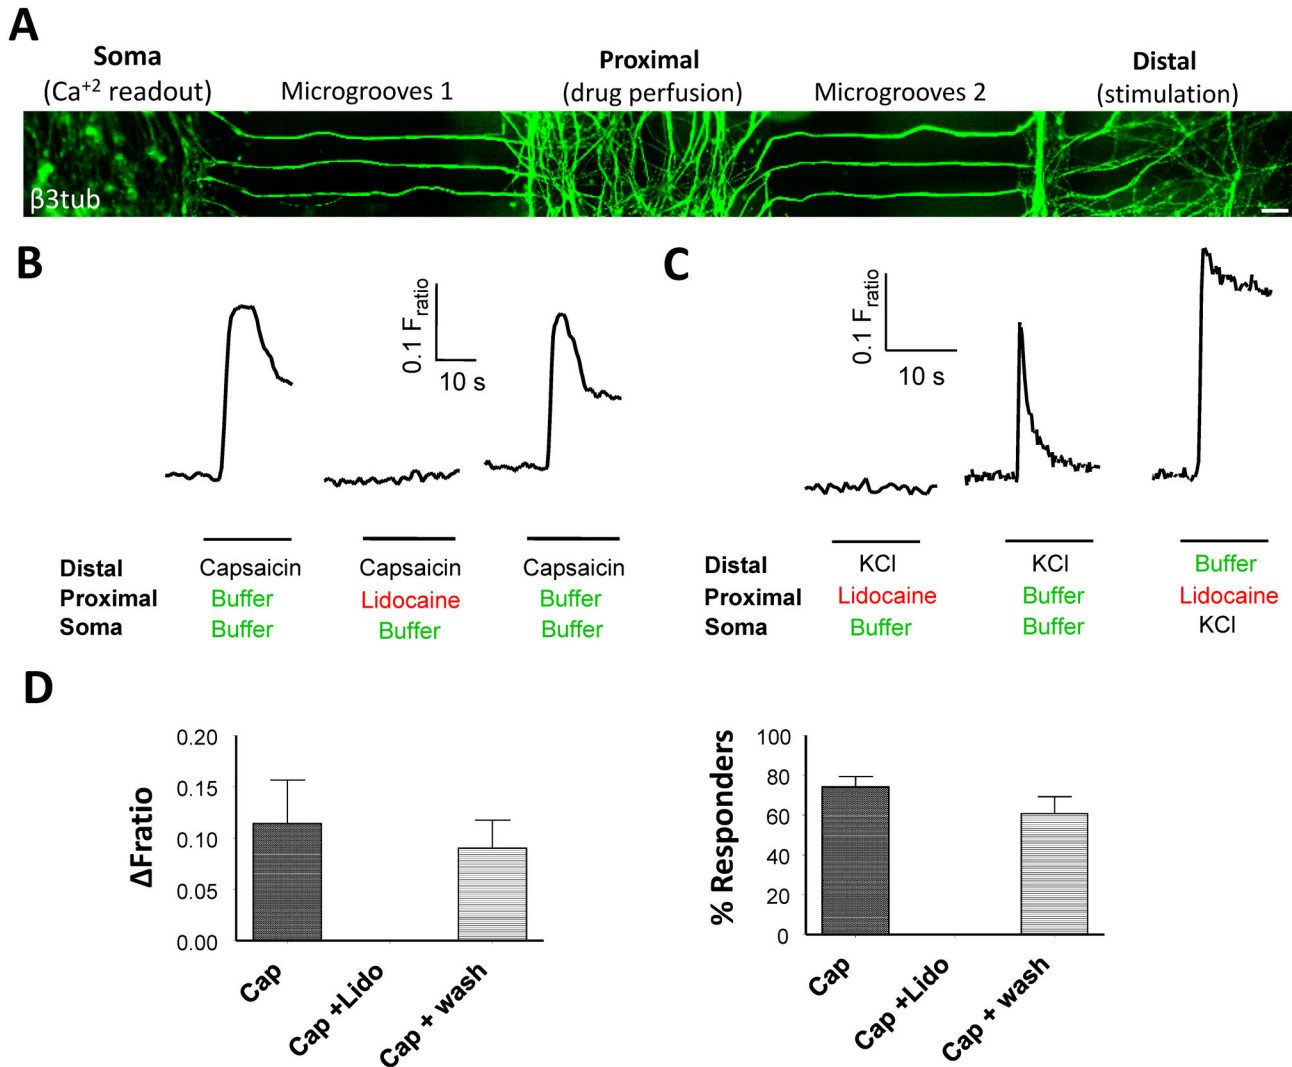 A
Soma
(Ca+2 readout)
Microgrooves 1
Proximal
(drug perfusion)
Microgrooves 2
Distal
(stimulation)
β3tub
B
0.1 Fratio
10 s
Distal Capsaicin Capsaicin Capsaicin
Proximal Buffer Lidocaine Buffer
Soma Buffer Buffer Buffer
C
0.1 Fratio
10 s
Distal KCl KCl Buffer
Proximal Lidocaine Buffer Lidocaine
Soma Buffer Buffer KCl
D
ΔFratio
0.20
0.15
0.10
0.05
0.00
Cap
Cap +Lido
Cap + wash
% Responders
100
80
60
40
20
0
Cap
Cap +Lido
Cap + wash